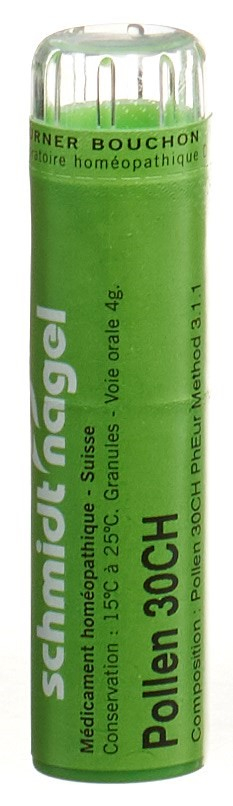 URNER BOUCHON
ratoire homéopathique
schmidt nagel
Médicament homéopathique - Suisse
Conservation : 15°C à 25°C. Granules - Voie orale 4g.
Pollen 30CH
Composition : Pollen 30CH PhEur Method 3.1.1